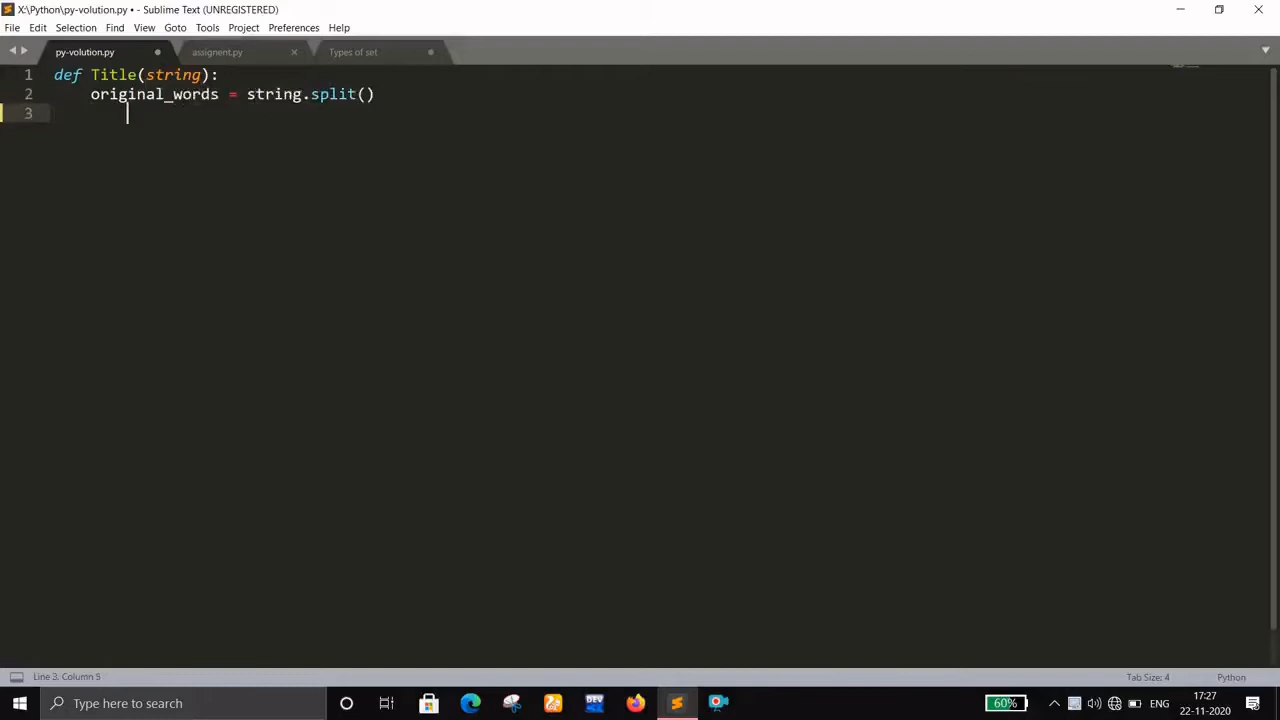 X:\Python\py-volution.py • - Sublime Text (UNREGISTERED)
File Edit Selection Find View Goto Tools Project Preferences Help
py-volution.py assignent.py Types of set
1 def Title(string):
2 original_words = string.split()
3
Line 3, Column 5 Tab Size: 4 Python
Type here to search DEV 60% ENG 17:27
22-11-2020